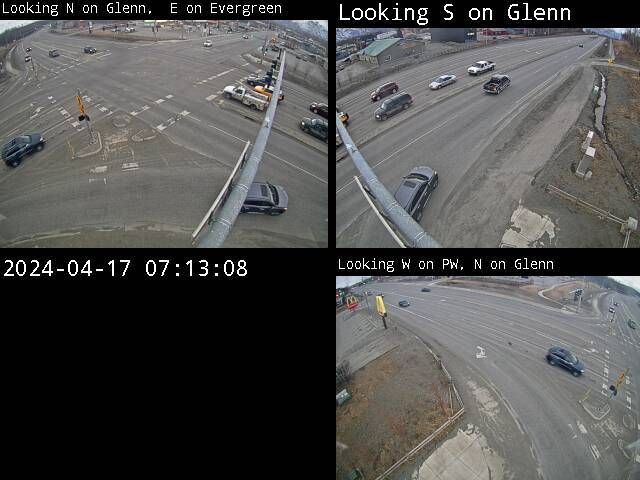 Looking N on Glenn,  E on Evergreen
Looking S on Glenn
2024-04-17 07:13:08
Looking W on PW, N on Glenn